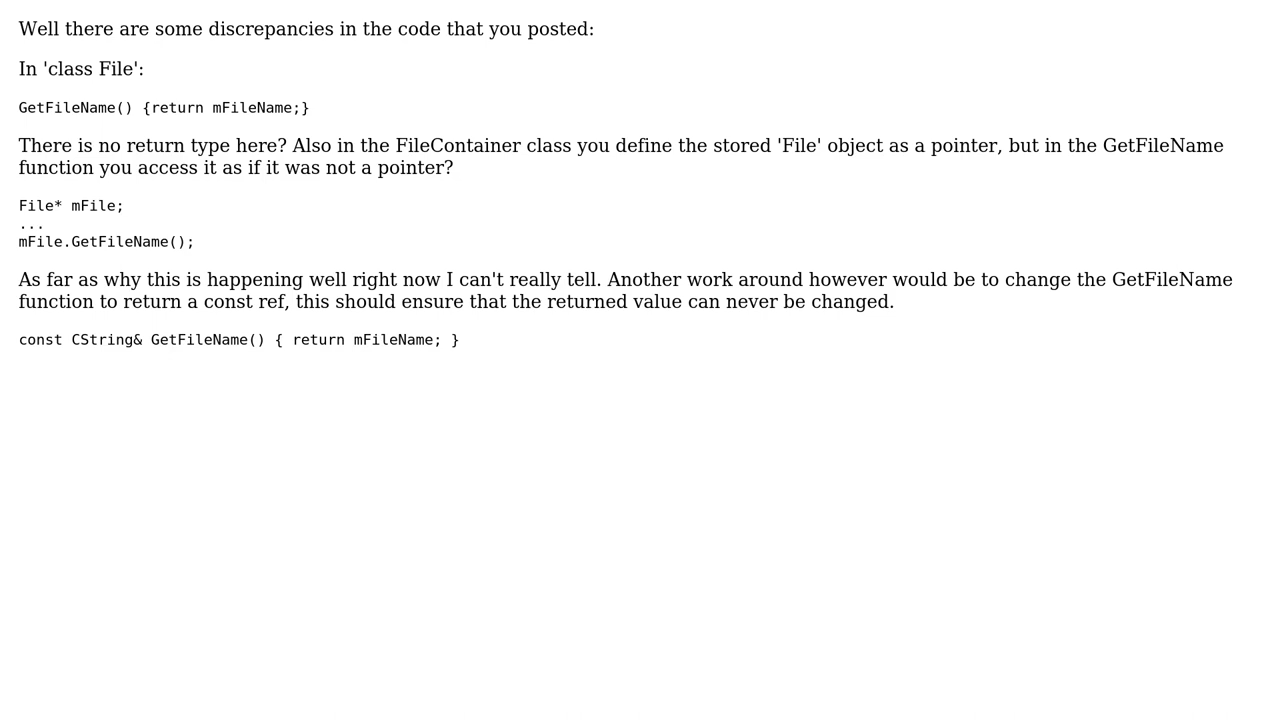 Well there are some discrepancies in the code that you posted:
In 'class File':
GetFileName() {return mFileName;}
There is no return type here? Also in the FileContainer class you define the stored 'File' object as a pointer, but in the GetFileName
function you access it as if it was not a pointer?
File* mFile;
...
mFile.GetFileName();
As far as why this is happening well right now I can't really tell. Another work around however would be to change the GetFileName
function to return a const ref, this should ensure that the returned value can never be changed.
const CString& GetFileName() { return mFileName; }